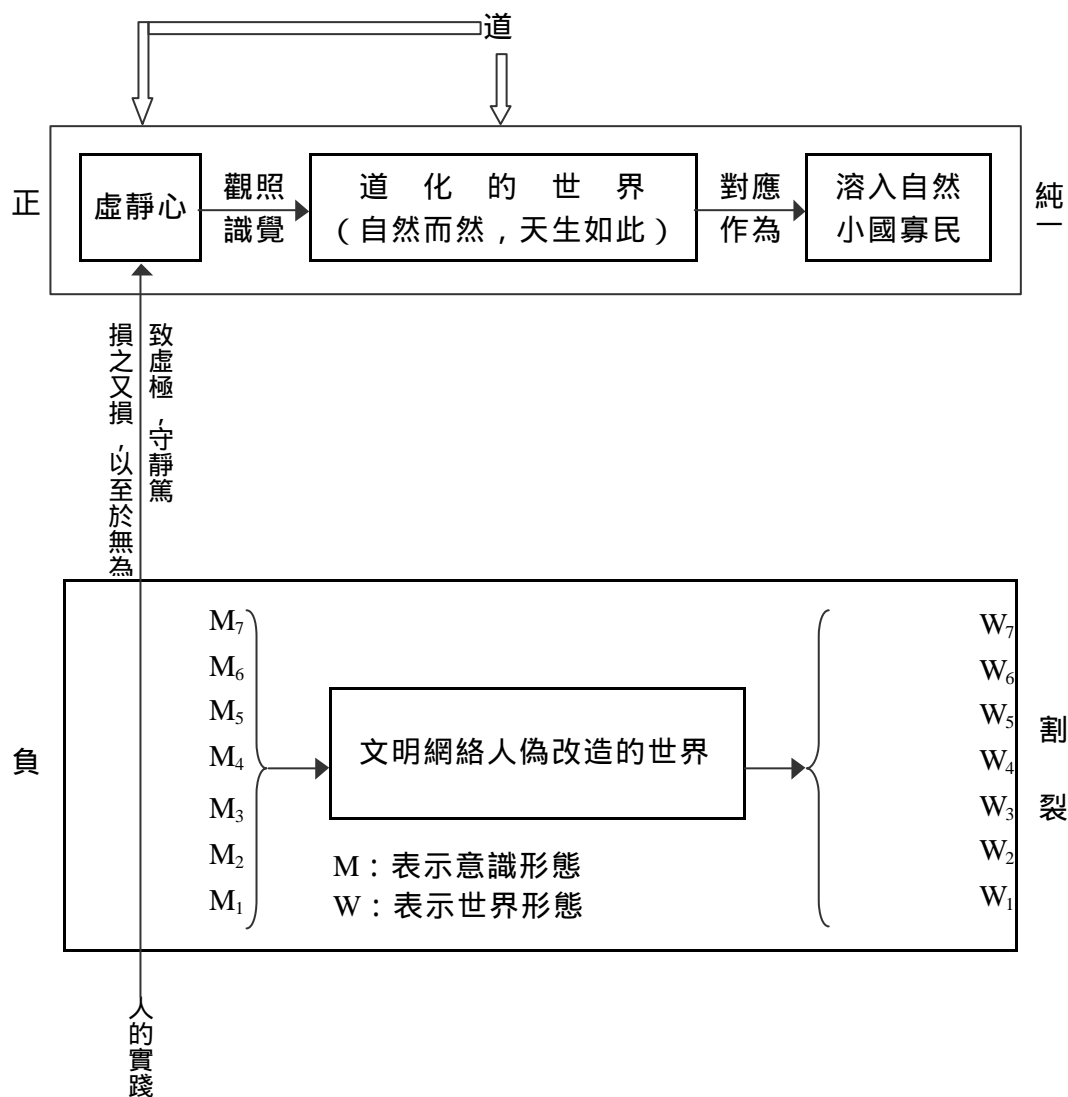 道
正
虛靜心
觀照
識覺
道化的世界
(自然而然,天生如此)
對應
作為
溶入自然
小國寡民
純一
致虛極,守靜篤
損之又損,以至於無為
負
M₇
M₆
M₅
M₄
M₃
M₂
M₁
文明網絡人偽改造的世界
M:表示意識形態
W:表示世界形態
W₇
W₆
W₅
W₄
W₃
W₂
W₁
割裂
人的實踐